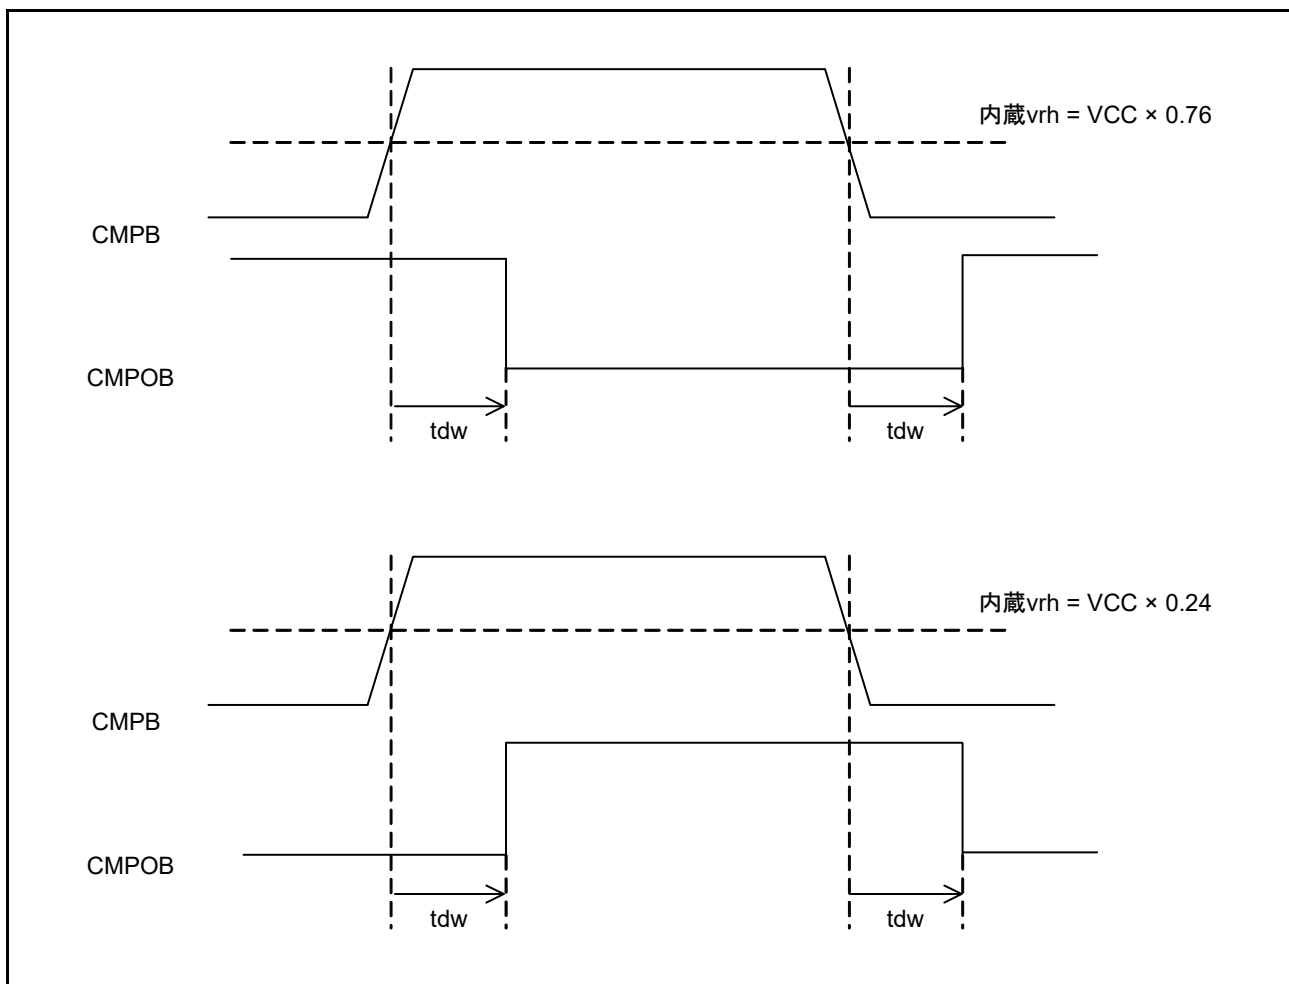 内蔵vrh = VCC × 0.76
CMPB
CMPOB
tdw
tdw
内蔵vrh = VCC × 0.24
CMPB
CMPOB
tdw
tdw